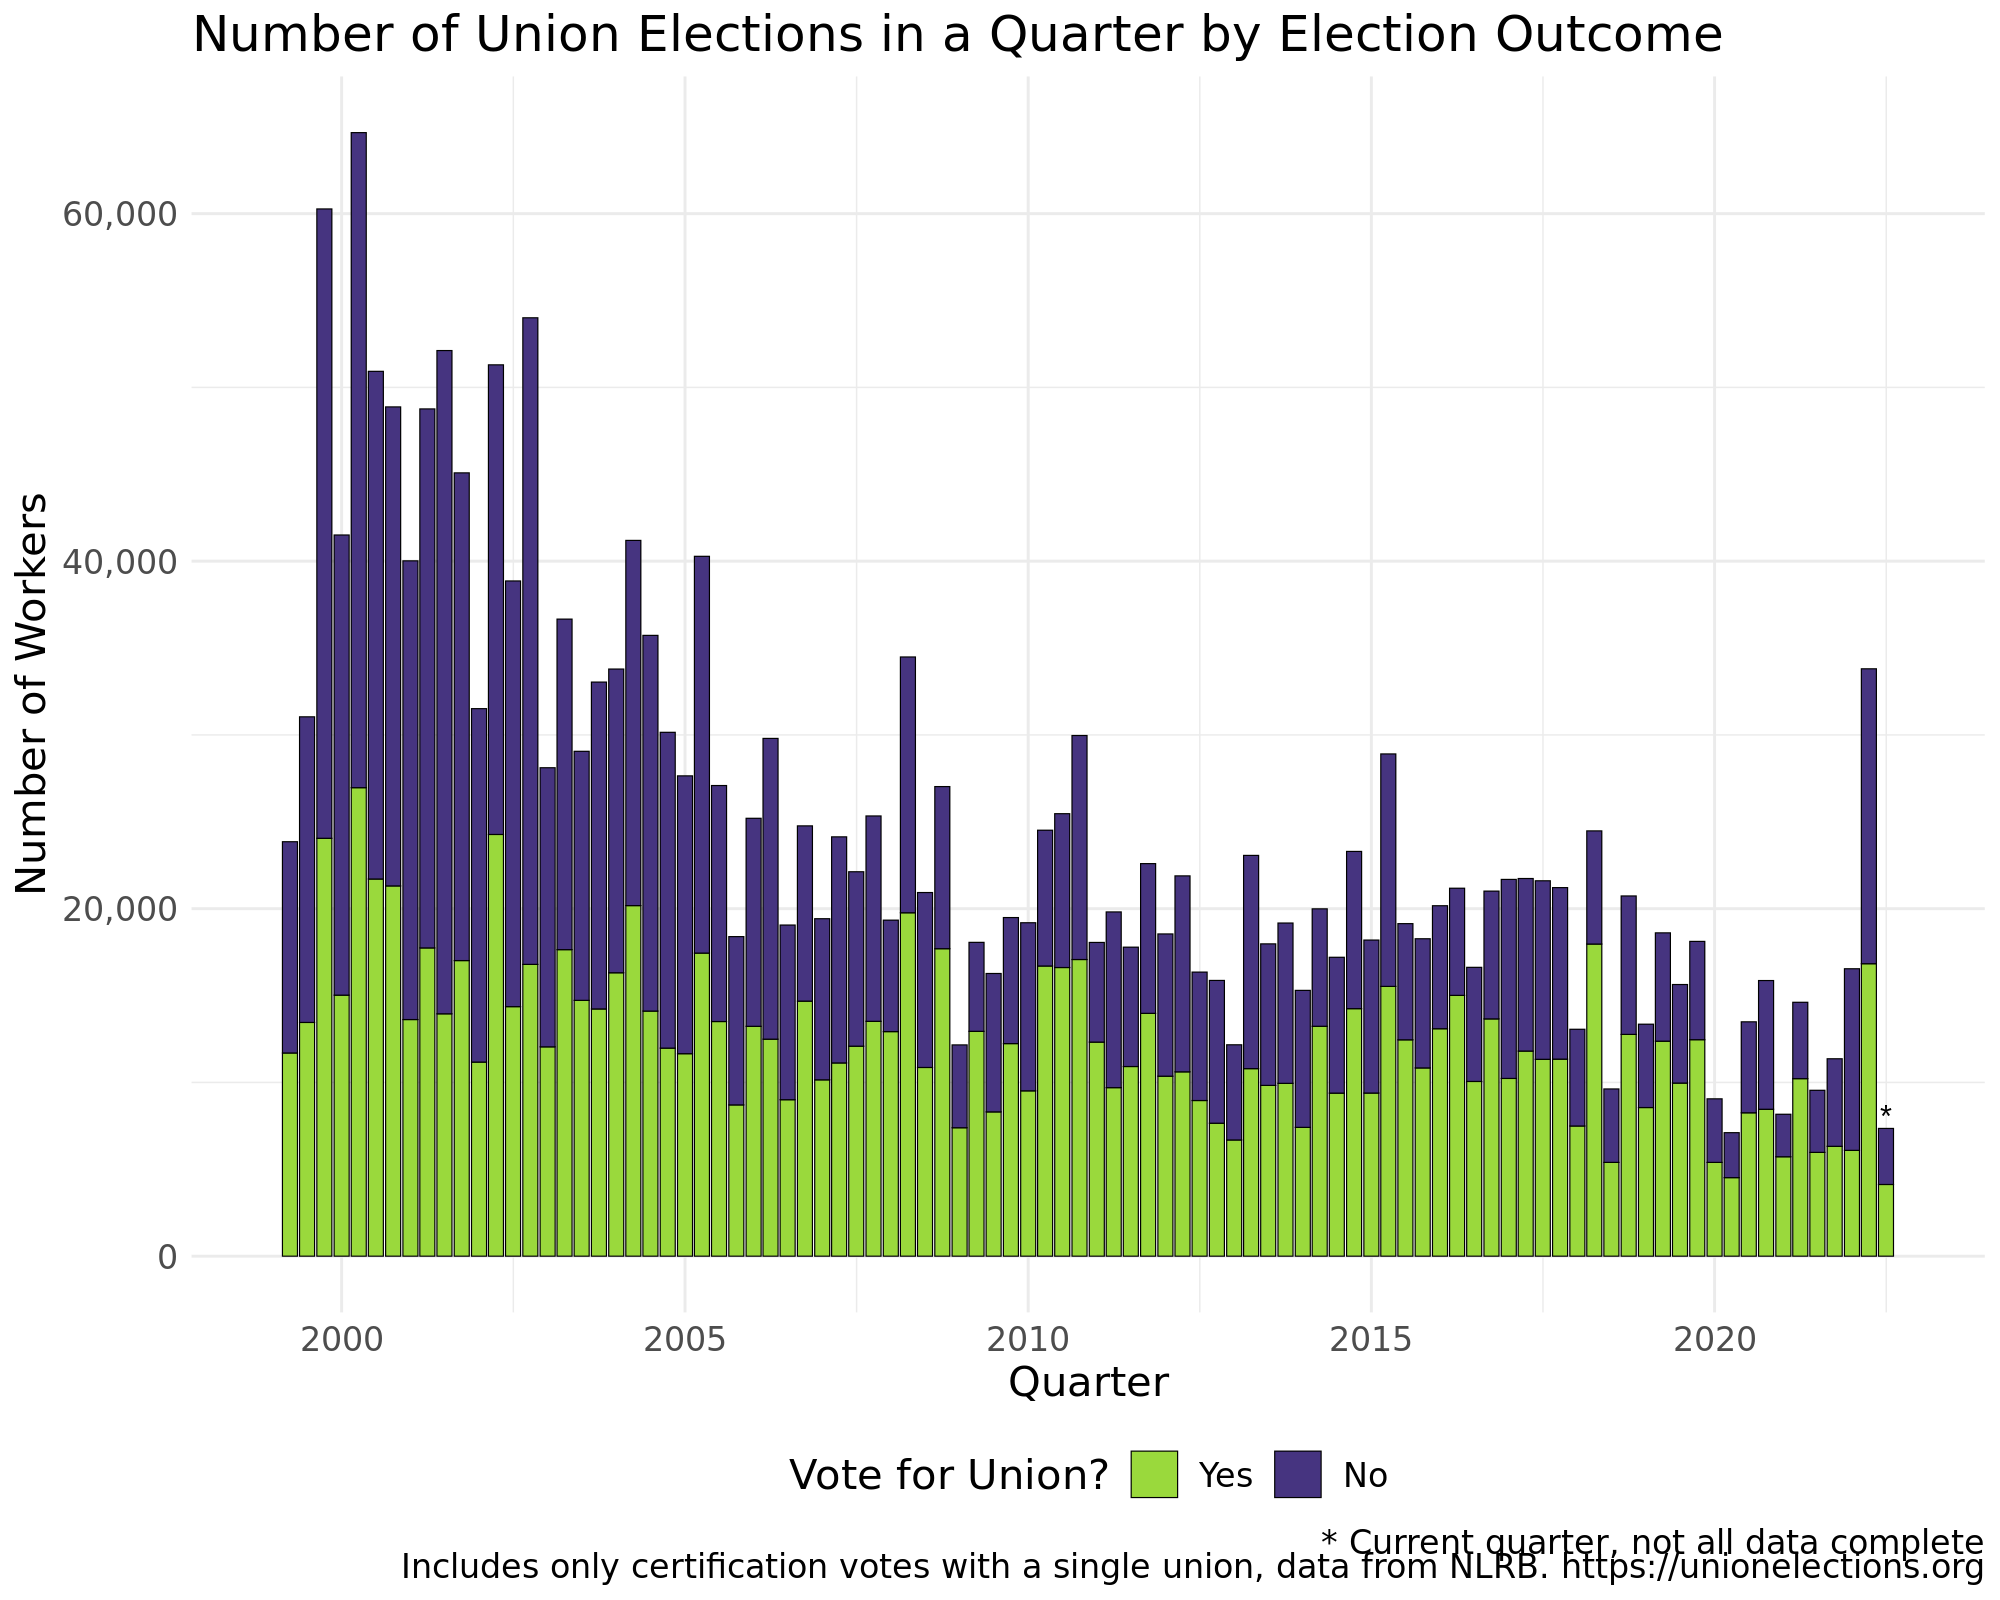 Number of Union Elections in a Quarter by Election Outcome
Number of Workers
60,000
40,000
20,000
0
*
2000 2005 2010 2015 2020
Quarter
Vote for Union? Yes No
* Current quarter, not all data complete
Includes only certification votes with a single union, data from NLRB. https://unionelections.org